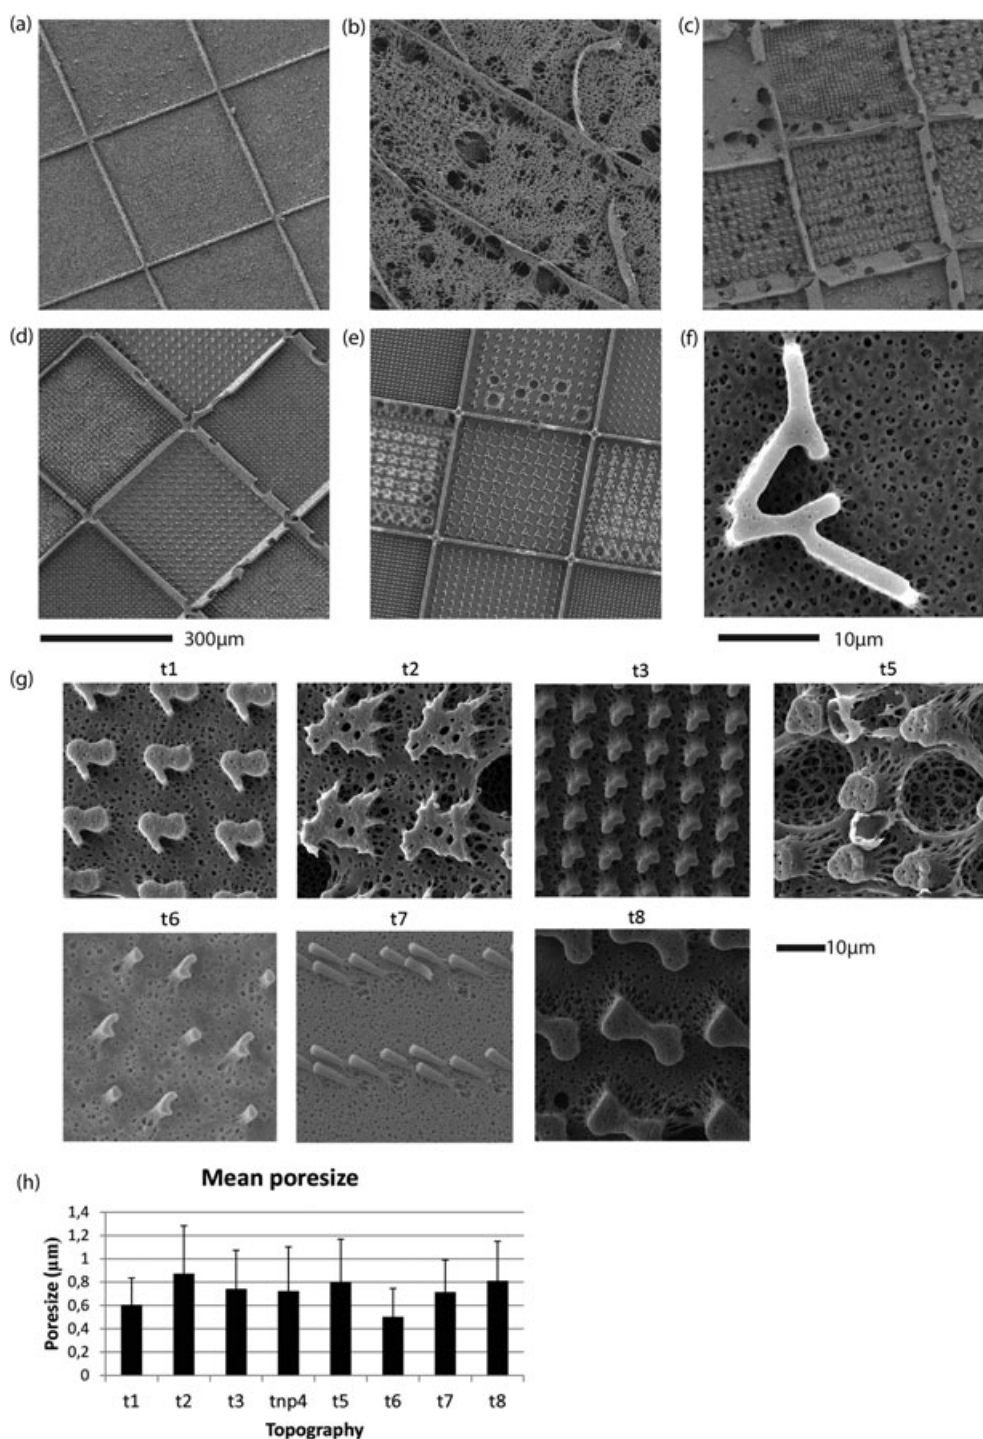 (a)
(b)
(c)
(d)
(e)
(f)
300µm
10µm
(g)
t1
t2
t3
t5
t6
t7
t8
10µm
(h)
Mean poresize
Poresize (µm)
1,4
1,2
1
0,8
0,6
0,4
0,2
0
t1 t2 t3 tnp4 t5 t6 t7 t8
Topography